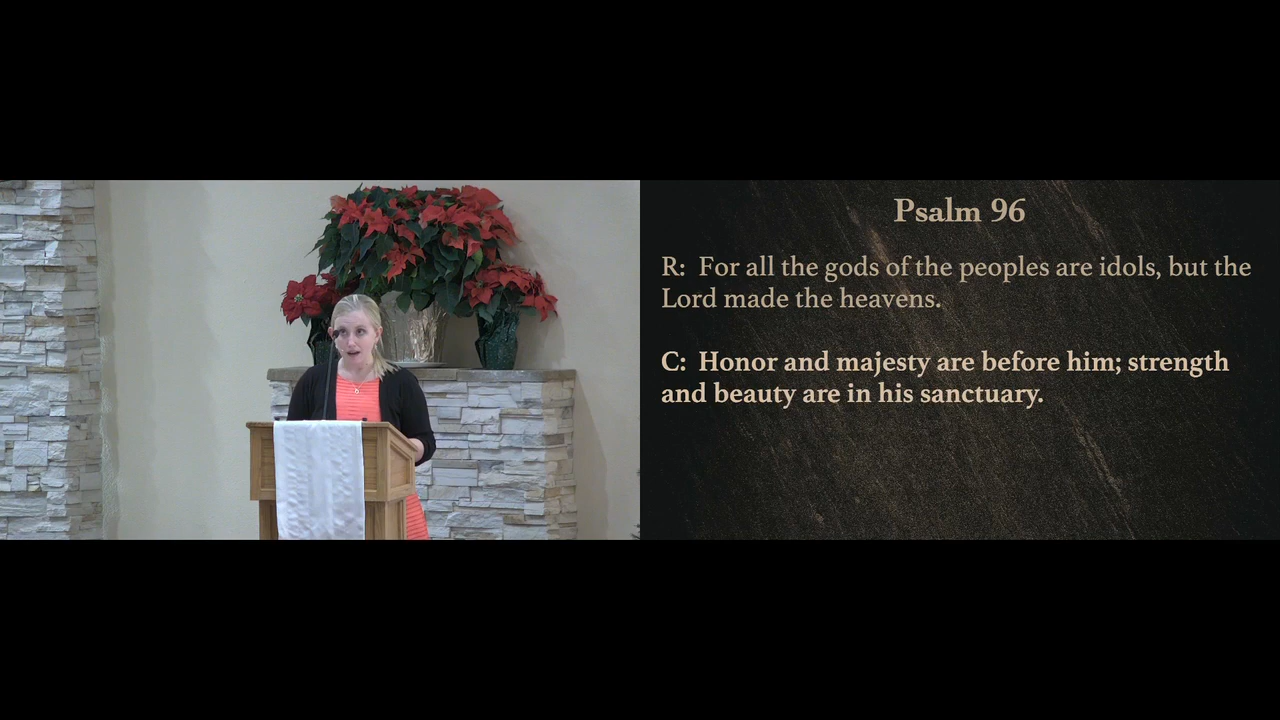 Psalm 96
R: For all the gods of the peoples are idols, but the
Lord made the heavens.
C: Honor and majesty are before him; strength
and beauty are in his sanctuary.